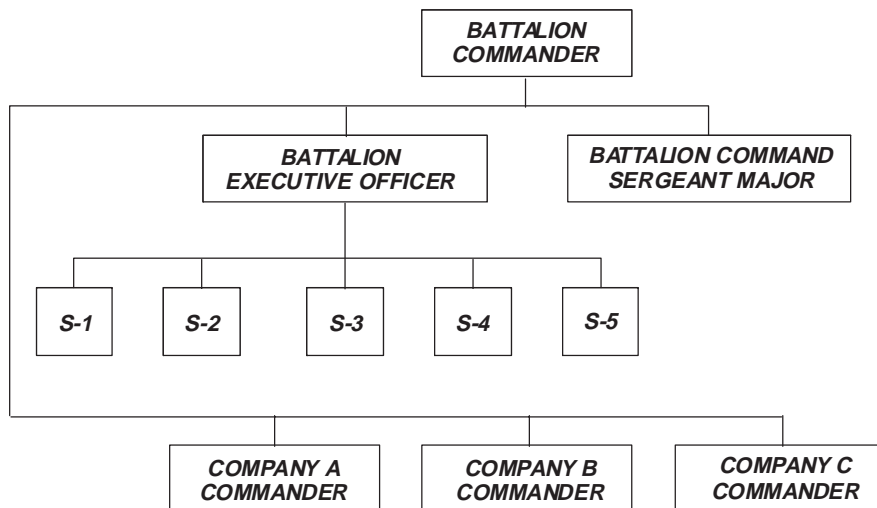 BATTALION
COMMANDER
BATTALION
EXECUTIVE OFFICER
BATTALION COMMAND
SERGEANT MAJOR
S-1
S-2
S-3
S-4
S-5
COMPANY A
COMMANDER
COMPANY B
COMMANDER
COMPANY C
COMMANDER